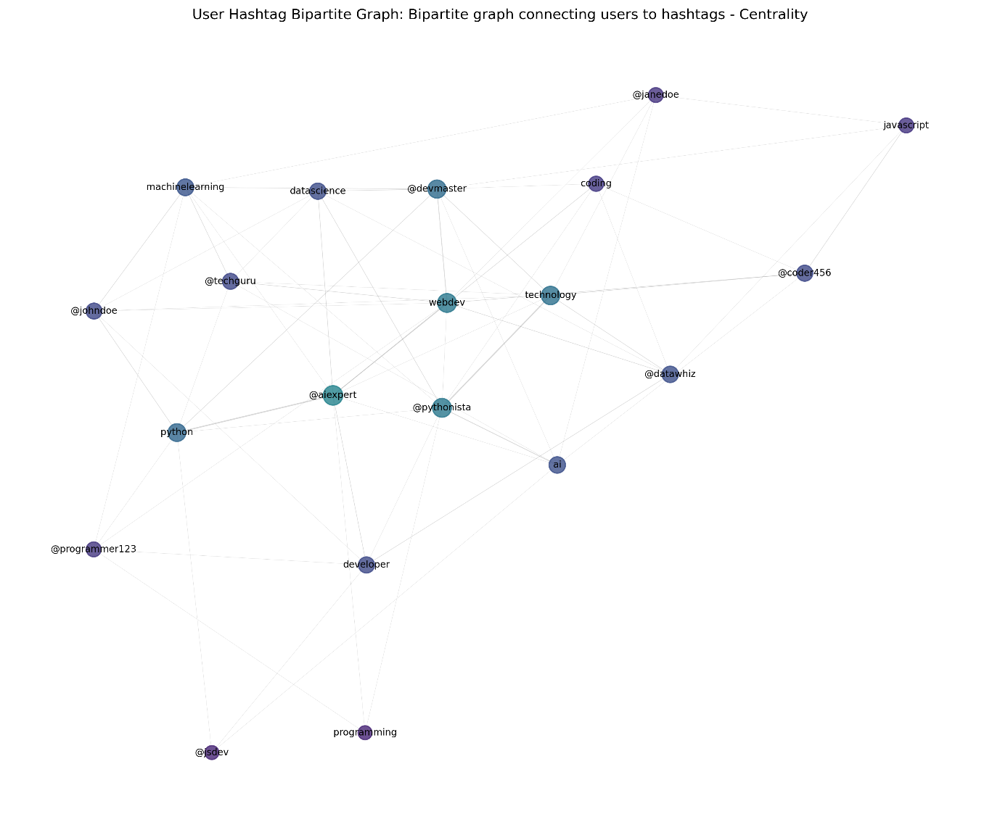 User Hashtag Bipartite Graph: Bipartite graph connecting users to hashtags - Centrality
@janedoe
javascript
coding
machinelearning
datascience
@devmaster
@coder456
@techguru
technology
webdev
@johndoe
@datawhiz
@aiexpert
@pythonista
python
ai
@programmer123
developer
programming
@jsdev